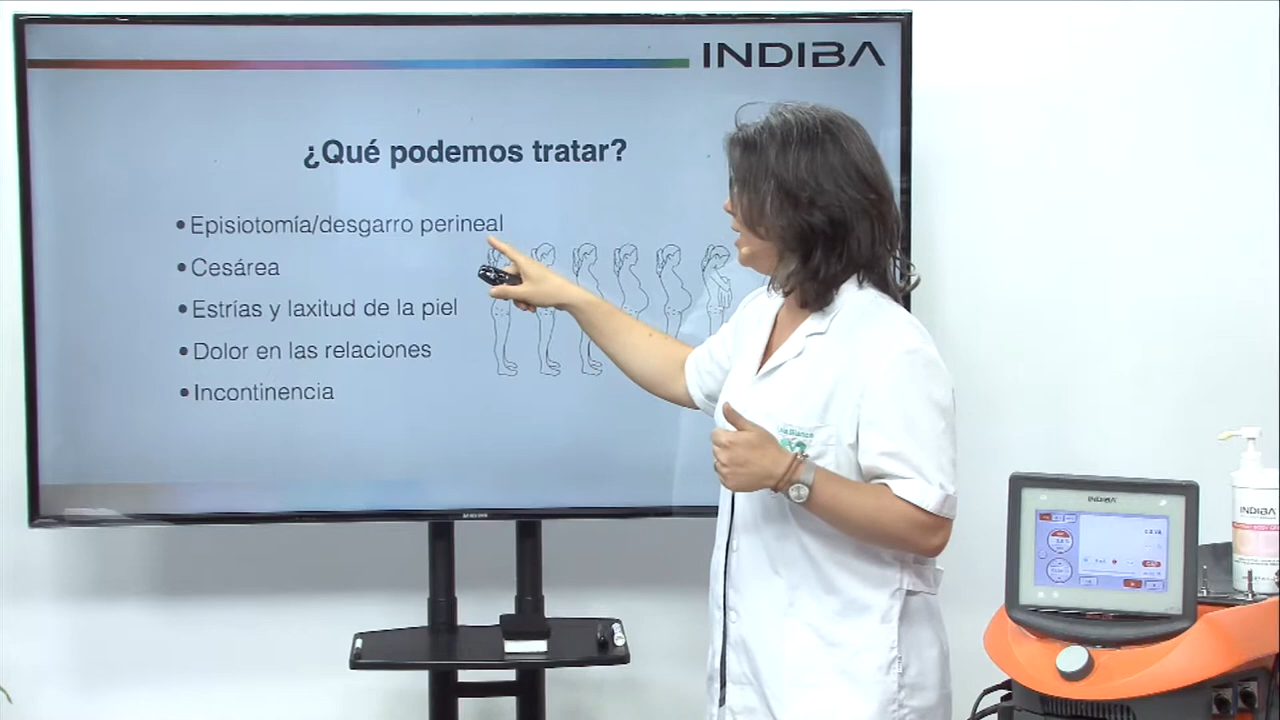 INDIBA
¿Qué podemos tratar?
• Episiotomía/desgarro perineal
• Cesárea
• Estrías y laxitud de la piel
• Dolor en las relaciones
• Incontinencia
SAMSUNG
INDIBA
INDIBA